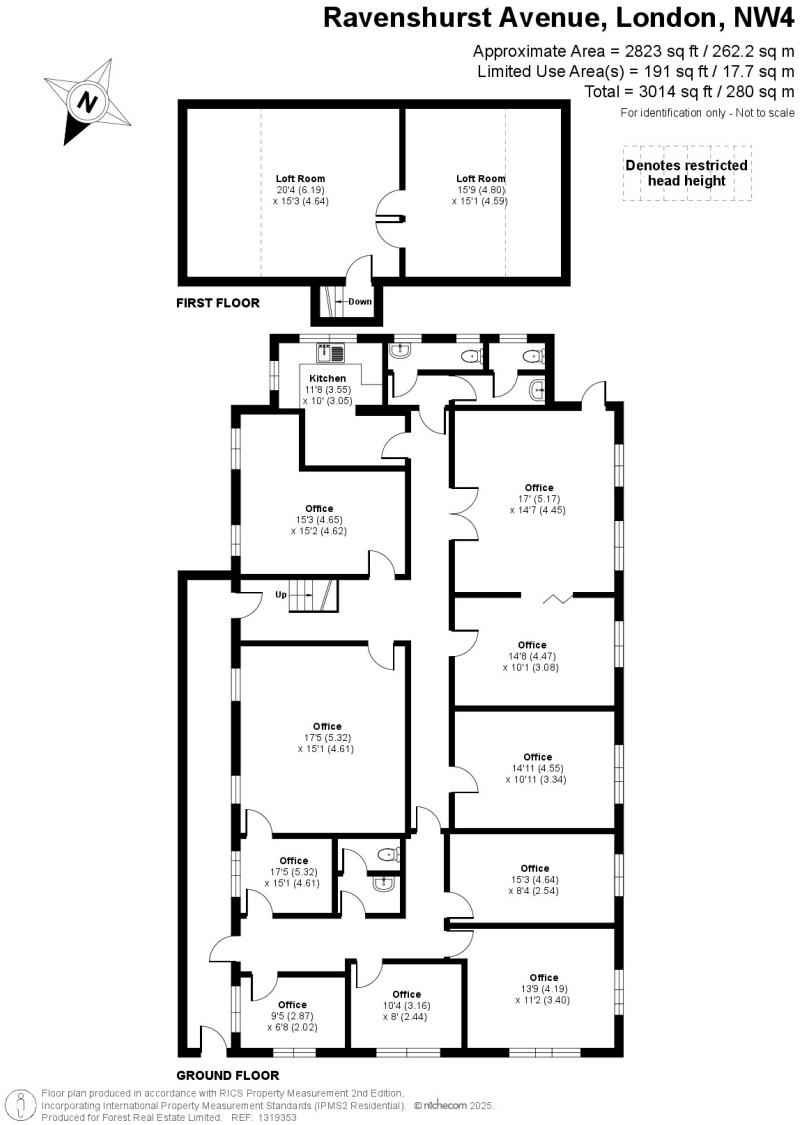 Ravenshurst Avenue, London, NW4
Approximate Area = 2823 sq ft / 262.2 sq m
Limited Use Area(s) = 191 sq ft / 17.7 sq m
Total = 3014 sq ft / 280 sq m
For identification only - Not to scale
N
Denotes restricted
head height
Loft Room
20'4 (6.19)
x 15'3 (4.64)
Loft Room
15'9 (4.80)
x 15'1 (4.59)
Down
FIRST FLOOR
Kitchen
11'8 (3.55)
x 10' (3.05)
Office
17' (5.17)
x 14'7 (4.45)
Office
15'3 (4.65)
x 15'2 (4.62)
Up
Office
14'8 (4.47)
x 10'1 (3.08)
Office
17'5 (5.32)
x 15'1 (4.61)
Office
14'11 (4.55)
x 10'11 (3.34)
Office
17'5 (5.32)
x 15'1 (4.61)
Office
15'3 (4.64)
x 8'4 (2.54)
Office
13'9 (4.19)
x 11'2 (3.40)
Office
10'4 (3.16)
x 8' (2.44)
Office
9'5 (2.87)
x 6'8 (2.02)
GROUND FLOOR
Floor plan produced in accordance with RICS Property Measurement 2nd Edition,
Incorporating International Property Measurement Standards (IPMS2 Residential). © nichecom 2025.
Produced for Forest Real Estate Limited. REF: 1319353